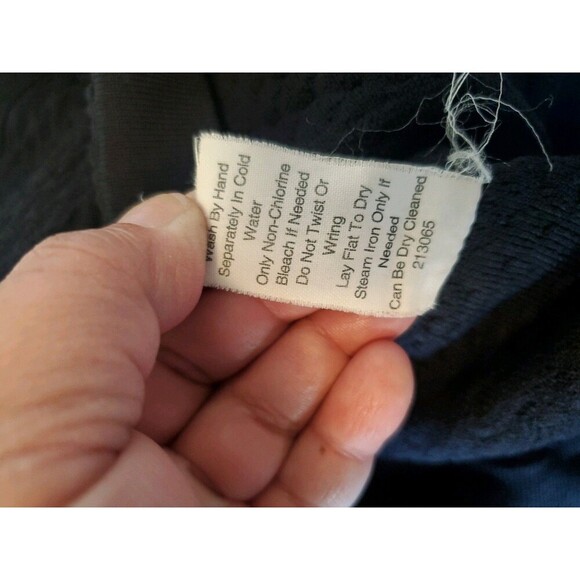 Wash By Hand
Separately In Cold
Water
Only Non-Chlorine
Bleach If Needed
Do Not Twist Or
Wring
Lay Flat To Dry
Steam Iron Only If
Needed
Can Be Dry Cleaned
213065